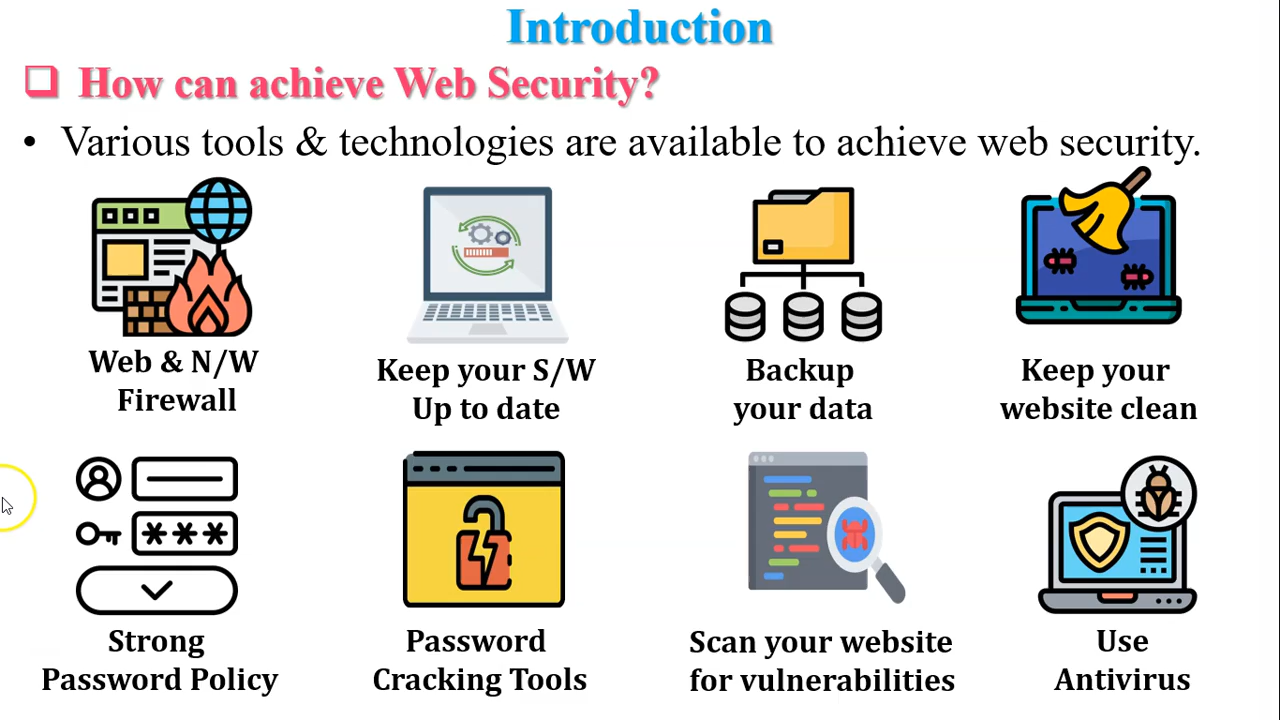 Introduction
❑ How can achieve Web Security?
• Various tools & technologies are available to achieve web security.
Web & N/W
Firewall
Keep your S/W
Up to date
Backup
your data
Keep your
website clean
***
Strong
Password Policy
Password
Cracking Tools
Scan your website
for vulnerabilities
Use
Antivirus